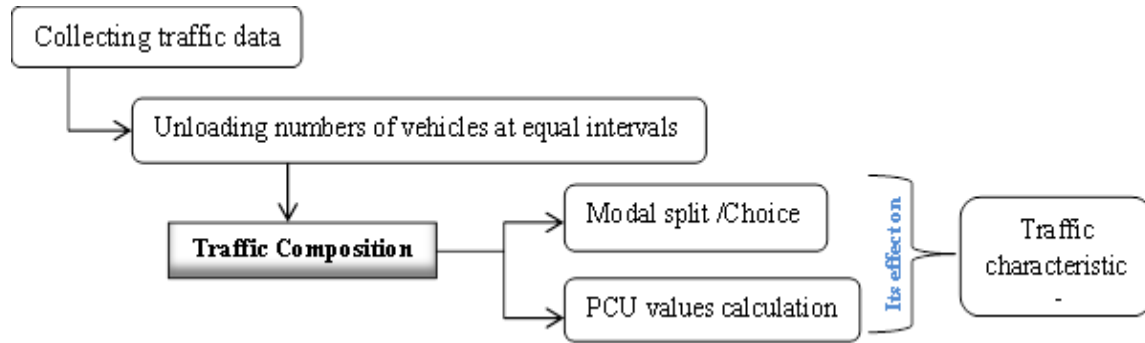 Collecting traffic data
Unloading numbers of vehicles at equal intervals
Traffic Composition
Modal split /Choice
PCU values calculation
Its effect on
Traffic
characteristic
-